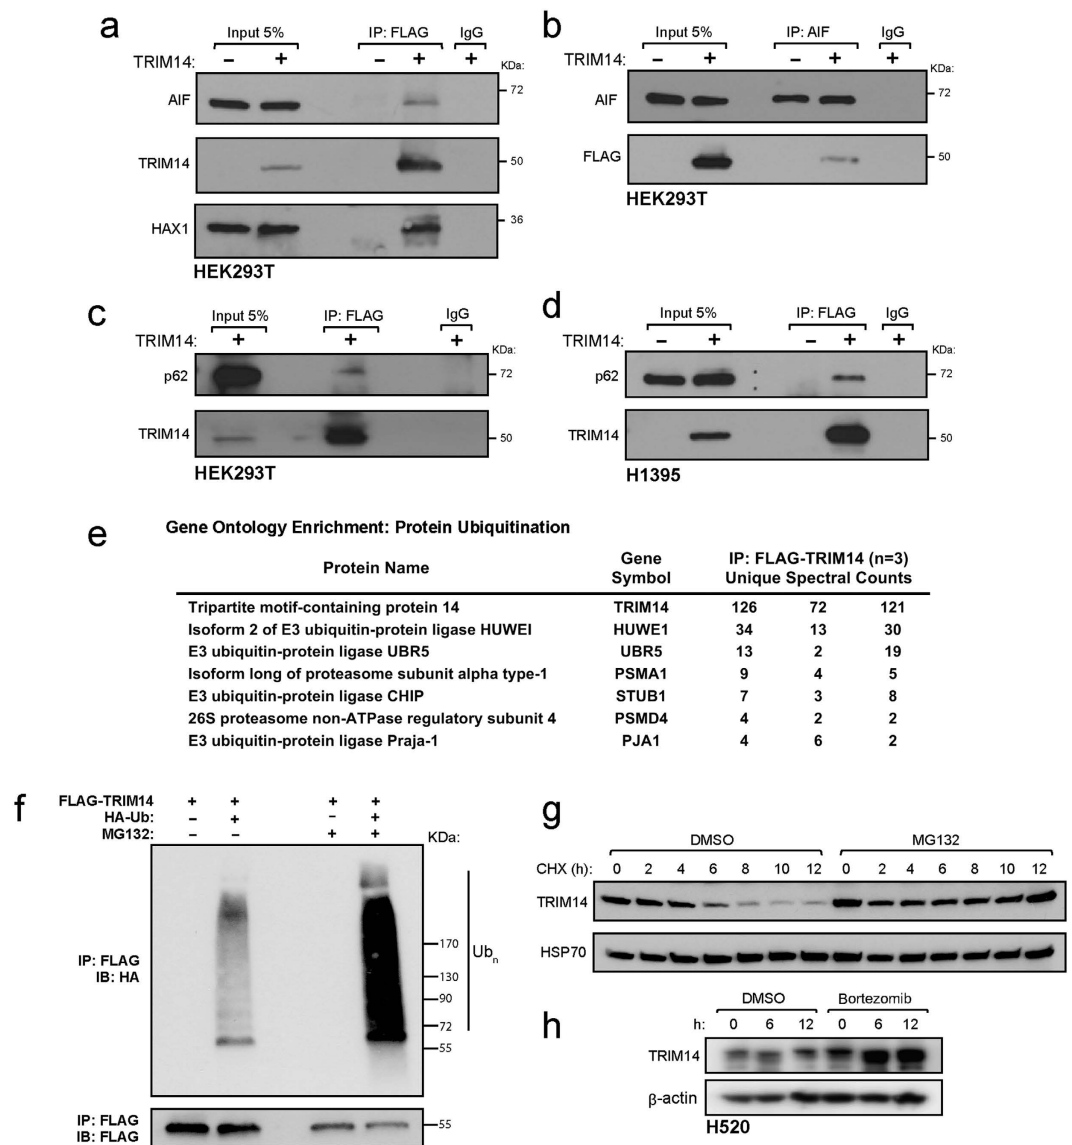 a
Input 5% IP: FLAG IgG
TRIM14: – + – + +
KDa:
AIF 72
TRIM14 50
HAX1 36
HEK293T
b
Input 5% IP: AIF IgG
TRIM14: – + – + +
KDa:
AIF 72
FLAG 50
HEK293T
c
Input 5% IP: FLAG IgG
TRIM14: + + +
KDa:
p62 72
TRIM14 50
HEK293T
d
Input 5% IP: FLAG IgG
TRIM14: – + – + +
KDa:
p62 72
TRIM14 50
H1395
e
Gene Ontology Enrichment: Protein Ubiquitination
Protein Name Gene Symbol IP: FLAG-TRIM14 (n=3) Unique Spectral Counts
Tripartite motif-containing protein 14 TRIM14 126 72 121
Isoform 2 of E3 ubiquitin-protein ligase HUWEI HUWE1 34 13 30
E3 ubiquitin-protein ligase UBR5 UBR5 13 2 19
Isoform long of proteasome subunit alpha type-1 PSMA1 9 4 5
E3 ubiquitin-protein ligase CHIP STUB1 7 3 8
26S proteasome non-ATPase regulatory subunit 4 PSMD4 4 2 2
E3 ubiquitin-protein ligase Praja-1 PJA1 4 6 2
f
FLAG-TRIM14 + + + +
HA-Ub: – + – +
MG132: – – + +
KDa:
IP: FLAG
IB: HA
170
130
90
72
55
Ubn
IP: FLAG
IB: FLAG
55
g
DMSO MG132
CHX (h): 0 2 4 6 8 10 12 0 2 4 6 8 10 12
TRIM14
HSP70
h
DMSO Bortezomib
h: 0 6 12 0 6 12
TRIM14
β-actin
H520